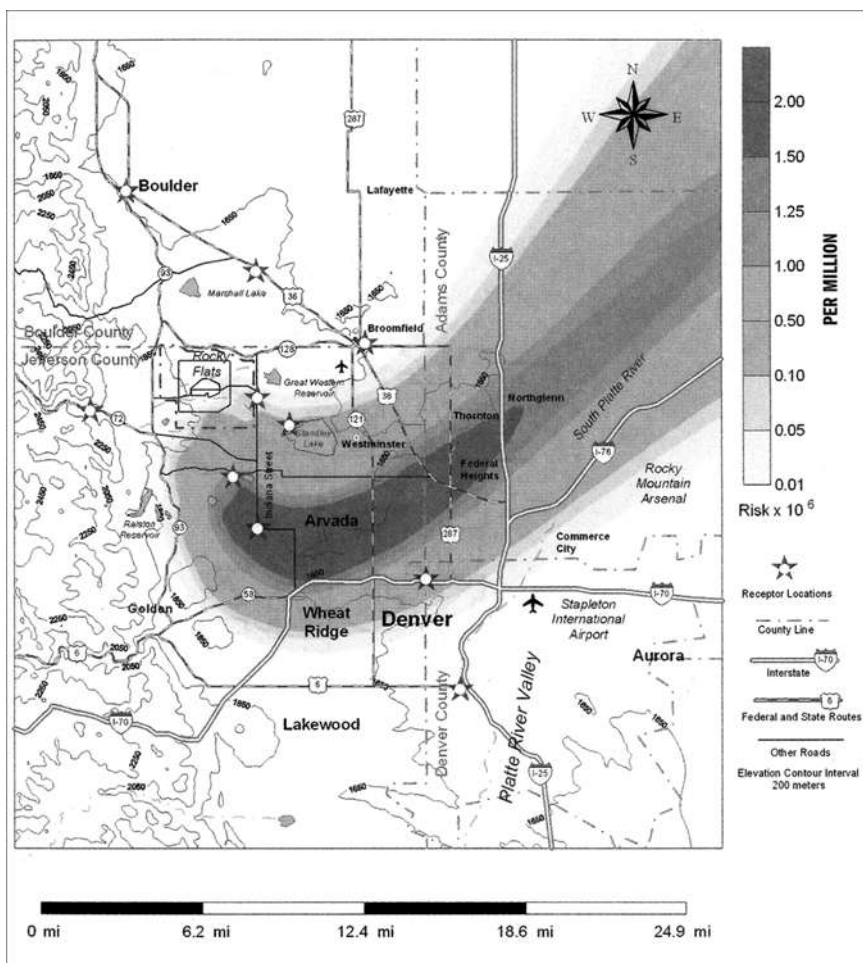 N
W E
S
287
Boulder
Lafayette
I-25
93
Marshall Lake
36
Adams County
Boulder County
Jefferson County
Broomfield
128
Rocky
Flats
Great Western
Reservoir
36
72
121
Standley
Lake
Westminster
Thornton
Northglenn
South Platte River
I-76
Federal
Heights
Rocky
Mountain
Arsenal
Indiana Street
Ralston
Reservoir
93
Arvada
287
Commerce
City
58
Golden
Wheat
Ridge
Denver
Stapleton
International
Airport
I-70
Aurora
6
6
Lakewood
I-70
Denver County
Platte River Valley
I-25
2.00
1.50
1.25
1.00
0.50
0.10
0.05
0.01
PER MILLION
Risk x 10⁶
Receptor Locations
County Line
I-70
Interstate
6
Federal and State Routes
Other Roads
Elevation Contour Interval
200 meters
0 mi 6.2 mi 12.4 mi 18.6 mi 24.9 mi